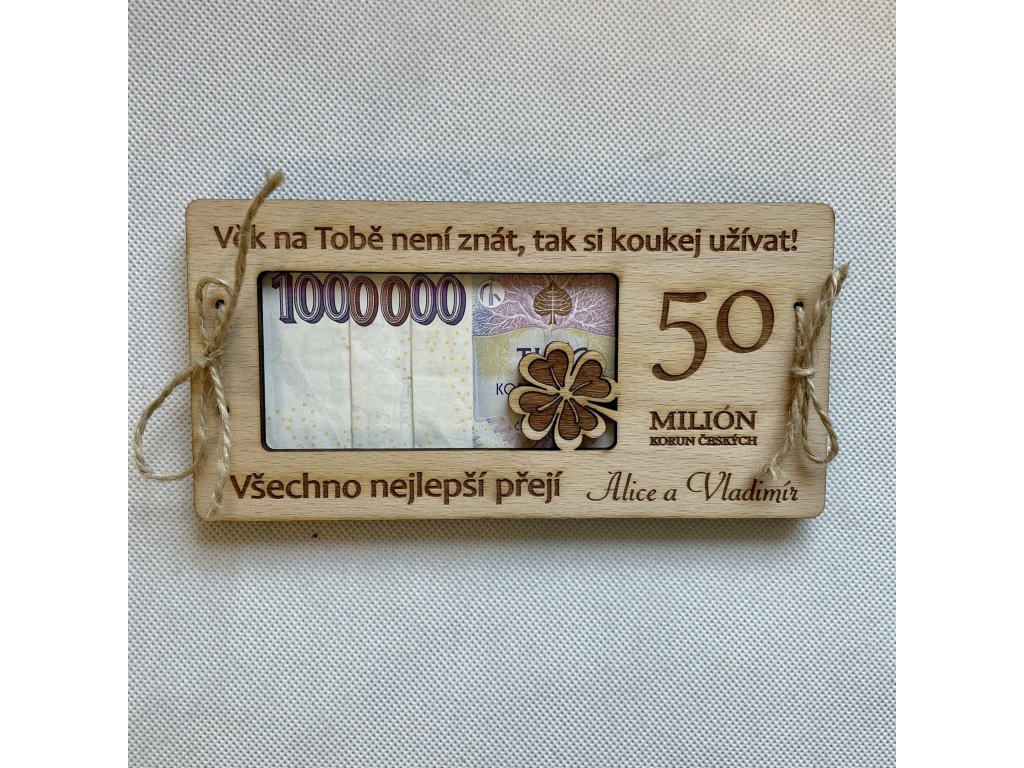 Věk na Tobě není znát, tak si koukej užívat!
1000000
50
KO
MILIÓN
KORUN ČESKÝCH
Všechno nejlepší přejí Alice a Vladimír